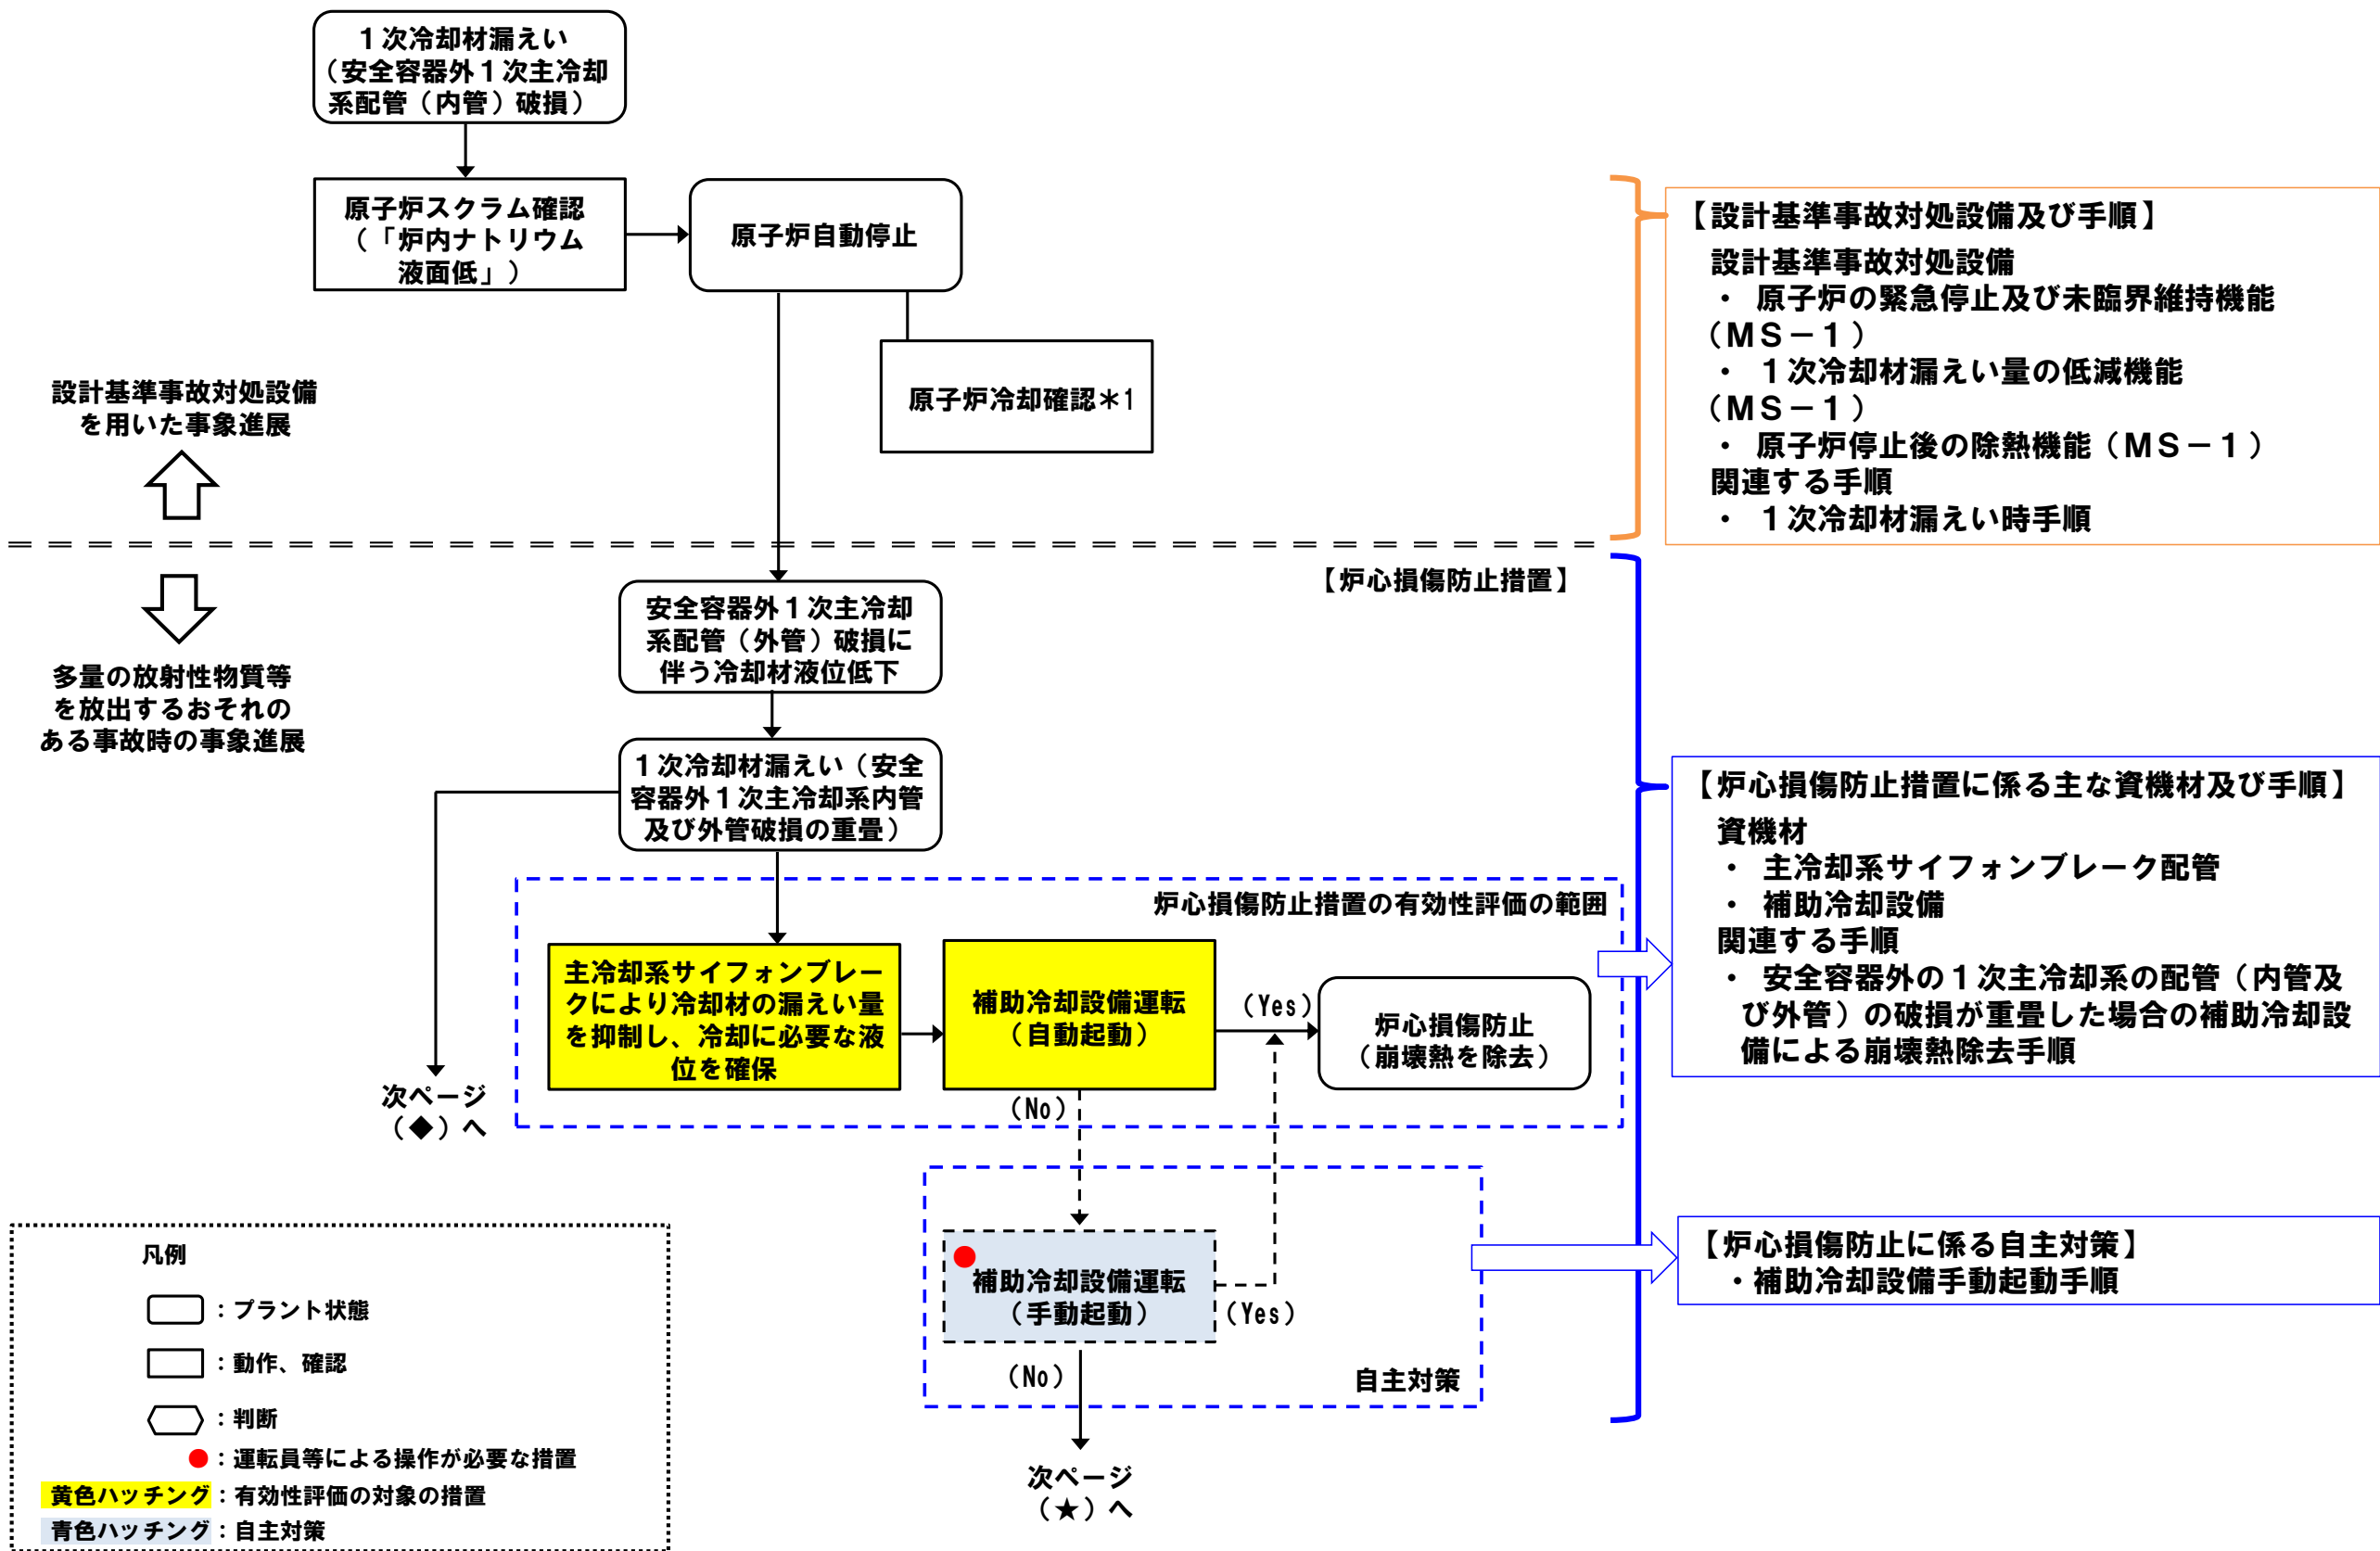 １次冷却材漏えい
（安全容器外１次主冷却
系配管（内管）破損）
原子炉スクラム確認
（「炉内ナトリウム
液面低」）
原子炉自動停止
原子炉冷却確認＊1
設計基準事故対処設備
を用いた事象進展
多量の放射性物質等
を放出するおそれの
ある事故時の事象進展
【設計基準事故対処設備及び手順】
設計基準事故対処設備
・ 原子炉の緊急停止及び未臨界維持機能
（ＭＳ－１）
・ １次冷却材漏えい量の低減機能
（ＭＳ－１）
・ 原子炉停止後の除熱機能（ＭＳ－１）
関連する手順
・ １次冷却材漏えい時手順
【炉心損傷防止措置】
安全容器外１次主冷却
系配管（外管）破損に
伴う冷却材液位低下
１次冷却材漏えい（安全
容器外１次主冷却系内管
及び外管破損の重畳）
次ページ
（◆）へ
炉心損傷防止措置の有効性評価の範囲
主冷却系サイフォンブレー
クにより冷却材の漏えい量
を抑制し、冷却に必要な液
位を確保
補助冷却設備運転
（自動起動）
（Yes）
炉心損傷防止
（崩壊熱を除去）
（No）
【炉心損傷防止措置に係る主な資機材及び手順】
資機材
・ 主冷却系サイフォンブレーク配管
・ 補助冷却設備
関連する手順
・ 安全容器外の１次主冷却系の配管（内管及
び外管）の破損が重畳した場合の補助冷却設
備による崩壊熱除去手順
補助冷却設備運転
（手動起動）
（Yes）
（No）
自主対策
次ページ
（★）へ
【炉心損傷防止に係る自主対策】
・補助冷却設備手動起動手順
凡例
：プラント状態
：動作、確認
：判断
：運転員等による操作が必要な措置
黄色ハッチング：有効性評価の対象の措置
青色ハッチング：自主対策